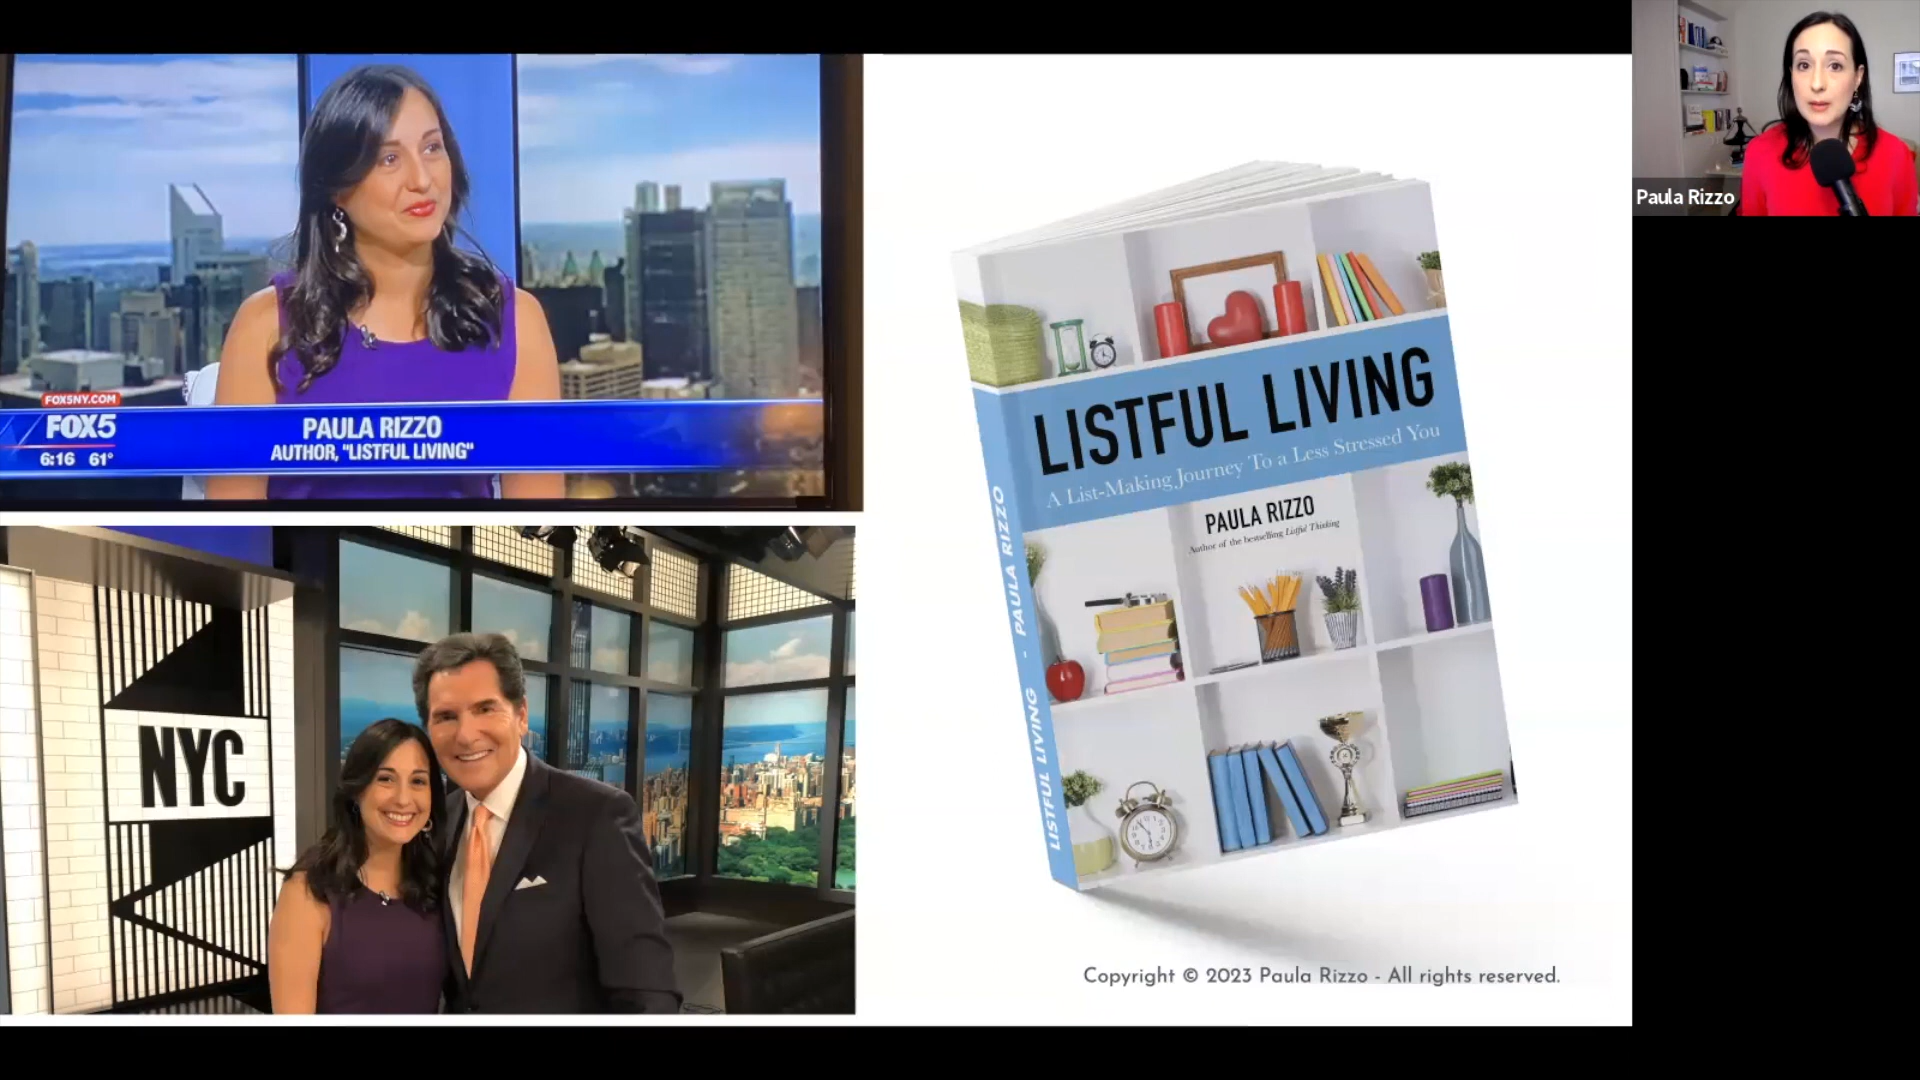 FOX5NY.COM
FOX5
6:16 61°
PAULA RIZZO
AUTHOR, "LISTFUL LIVING"
NYC
LISTFUL LIVING
A List-Making Journey To a Less Stressed You
PAULA RIZZO
Author of the bestselling Listful Thinking
LISTFUL LIVING - PAULA RIZZO
Copyright © 2023 Paula Rizzo - All rights reserved.
Paula Rizzo